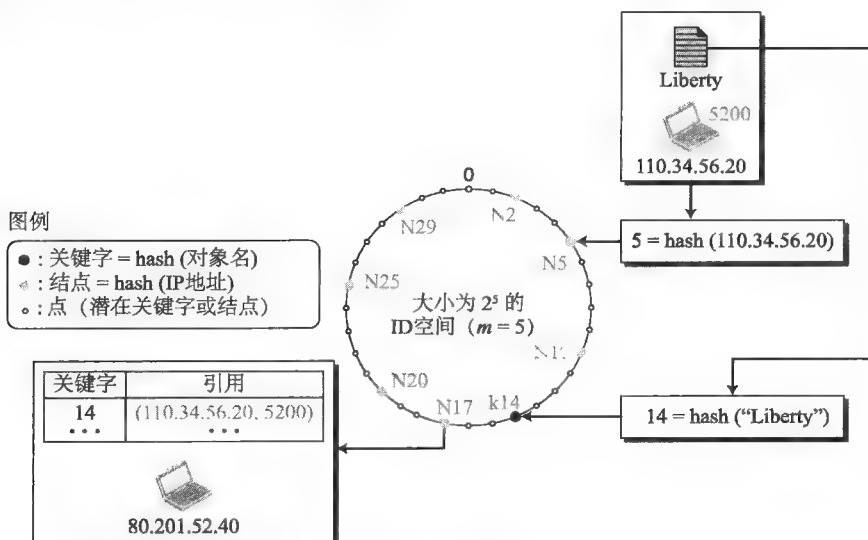 Liberty
5200
110.34.56.20
0
N2
N29
N5
5 = hash (110.34.56.20)
图例
●: 关键字 = hash (对象名)
: 结点 = hash (IP地址)
○: 点（潜在关键字或结点）
N25
大小为 2⁵ 的
ID空间（m = 5）
N20
N17
k14
14 = hash (“Liberty”)
关键字 引用
14 (110.34.56.20, 5200)
••• •••
80.201.52.40